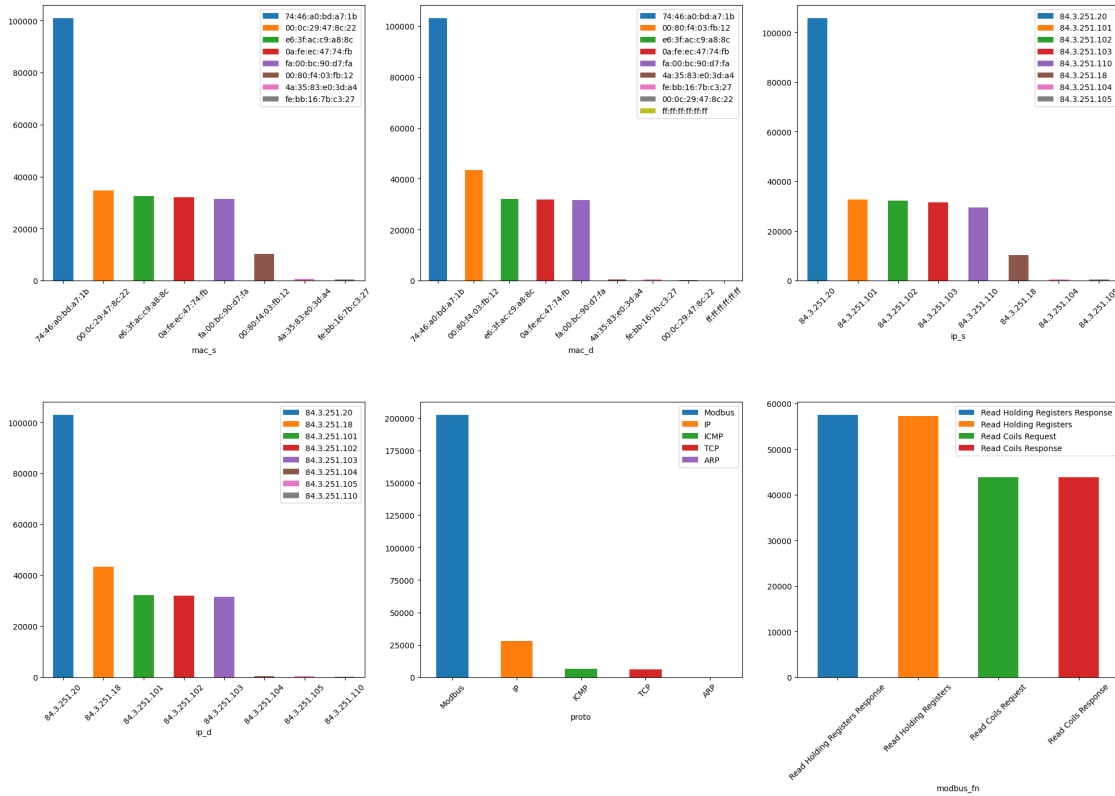 100000
80000
60000
40000
20000
0
74:46:a0:bd:a7:1b
00:0c:29:47:8c:22
e6:3f:ac:c9:a8:8c
0a:fe:ec:47:74:fb
fa:00:bc:90:d7:fa
00:80:f4:03:fb:12
4a:35:83:e0:3d:a4
fe:bb:16:7b:c3:27
74:46:a0:bd:a7:1b
00:0c:29:47:8c:22
e6:3f:ac:c9:a8:8c
0a:fe:ec:47:74:fb
fa:00:bc:90:d7:fa
00:80:f4:03:fb:12
4a:35:83:e0:3d:a4
fe:bb:16:7b:c3:27
mac_s
100000
80000
60000
40000
20000
0
74:46:a0:bd:a7:1b
00:80:f4:03:fb:12
e6:3f:ac:c9:a8:8c
0a:fe:ec:47:74:fb
fa:00:bc:90:d7:fa
4a:35:83:e0:3d:a4
fe:bb:16:7b:c3:27
00:0c:29:47:8c:22
ff:ff:ff:ff:ff:ff
74:46:a0:bd:a7:1b
00:80:f4:03:fb:12
e6:3f:ac:c9:a8:8c
0a:fe:ec:47:74:fb
fa:00:bc:90:d7:fa
4a:35:83:e0:3d:a4
fe:bb:16:7b:c3:27
00:0c:29:47:8c:22
ff:ff:ff:ff:ff:ff
mac_d
100000
80000
60000
40000
20000
0
84.3.251.20
84.3.251.101
84.3.251.102
84.3.251.103
84.3.251.110
84.3.251.18
84.3.251.104
84.3.251.105
84.3.251.20
84.3.251.101
84.3.251.102
84.3.251.103
84.3.251.110
84.3.251.18
84.3.251.104
84.3.251.105
ip_s
100000
80000
60000
40000
20000
0
84.3.251.20
84.3.251.18
84.3.251.101
84.3.251.102
84.3.251.103
84.3.251.104
84.3.251.105
84.3.251.110
84.3.251.20
84.3.251.18
84.3.251.101
84.3.251.102
84.3.251.103
84.3.251.104
84.3.251.105
84.3.251.110
ip_d
200000
175000
150000
125000
100000
75000
50000
25000
0
Modbus
IP
ICMP
TCP
ARP
Modbus
IP
ICMP
TCP
ARP
proto
60000
50000
40000
30000
20000
10000
0
Read Holding Registers Response
Read Holding Registers
Read Coils Request
Read Coils Response
Read Holding Registers Response
Read Holding Registers
Read Coils Request
Read Coils Response
modbus_fn